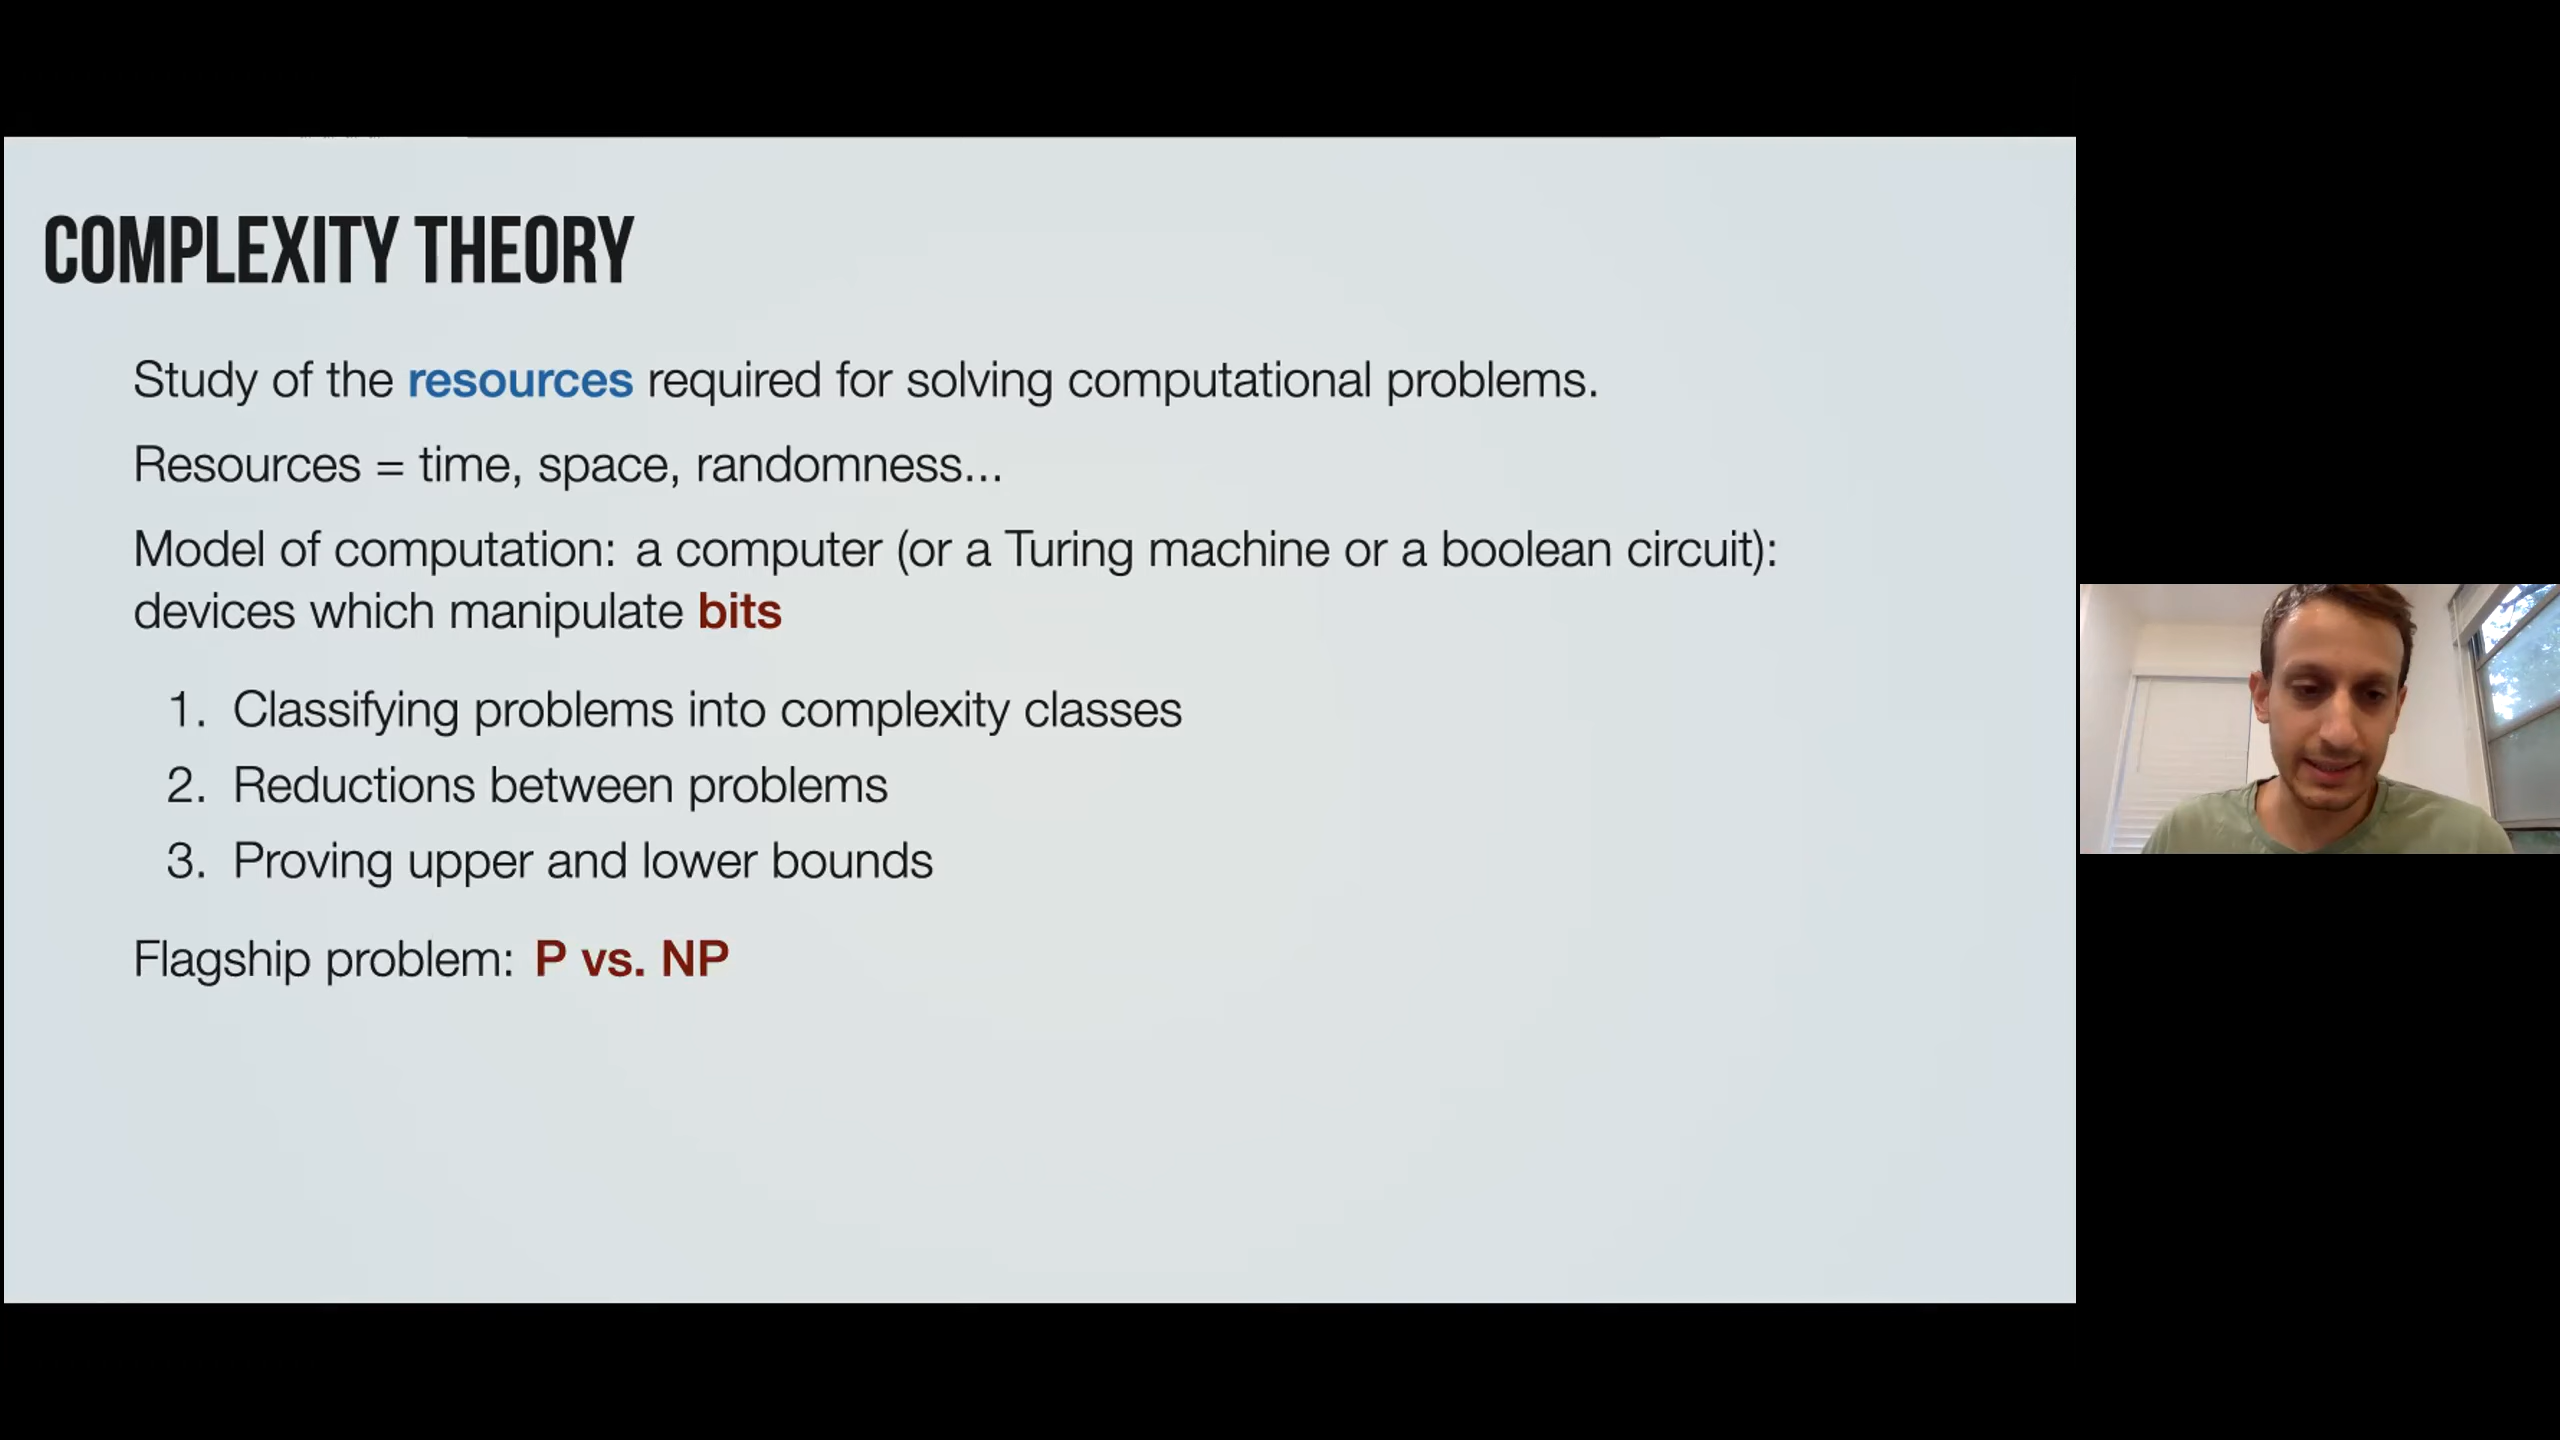 COMPLEXITY THEORY
Study of the resources required for solving computational problems.
Resources = time, space, randomness...
Model of computation: a computer (or a Turing machine or a boolean circuit):
devices which manipulate bits
1. Classifying problems into complexity classes
2. Reductions between problems
3. Proving upper and lower bounds
Flagship problem: P vs. NP